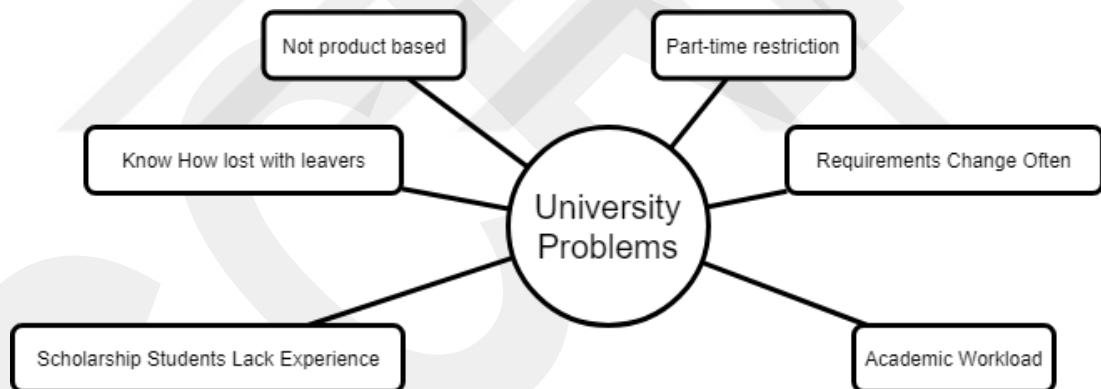 Not product based
Part-time restriction
Know How lost with leavers
Requirements Change Often
University
Problems
Scholarship Students Lack Experience
Academic Workload